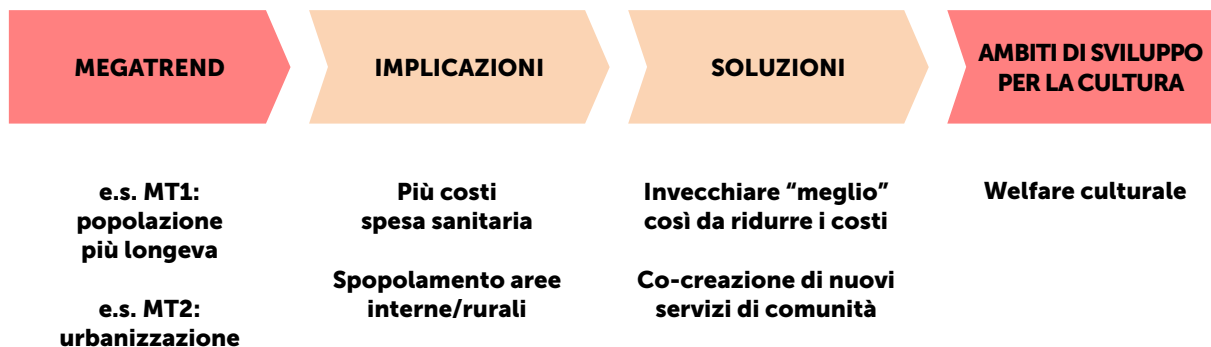 MEGATREND
IMPLICAZIONI
SOLUZIONI
AMBITI DI SVILUPPO
PER LA CULTURA
e.s. MT1:
popolazione
più longeva
e.s. MT2:
urbanizzazione
Più costi
spesa sanitaria
Spopolamento aree
interne/rurali
Invecchiare “meglio”
così da ridurre i costi
Co-creazione di nuovi
servizi di comunità
Welfare culturale